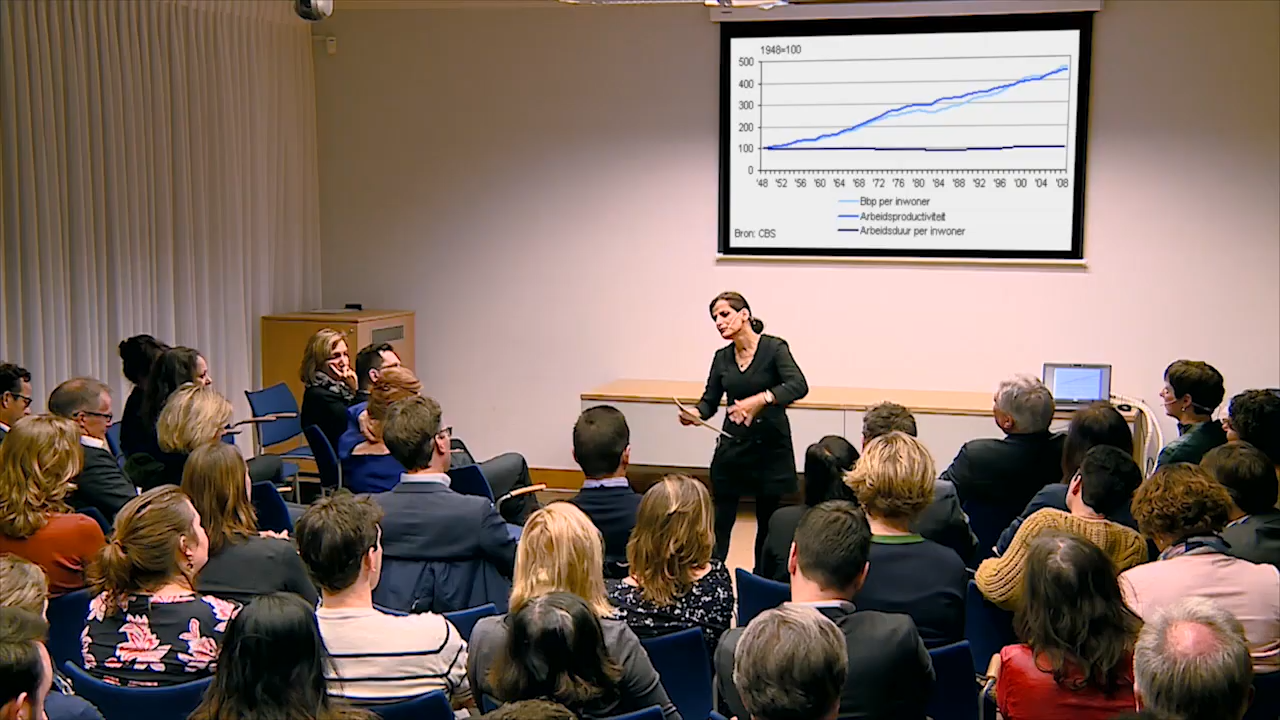 1948=100
500
400
300
200
100
0
'48 '52 '56 '60 '64 '68 '72 '76 '80 '84 '88 '92 '96 '00 '04 '08
Bbp per inwoner
Arbeidsproductiviteit
Arbeidsduur per inwoner
Bron: CBS